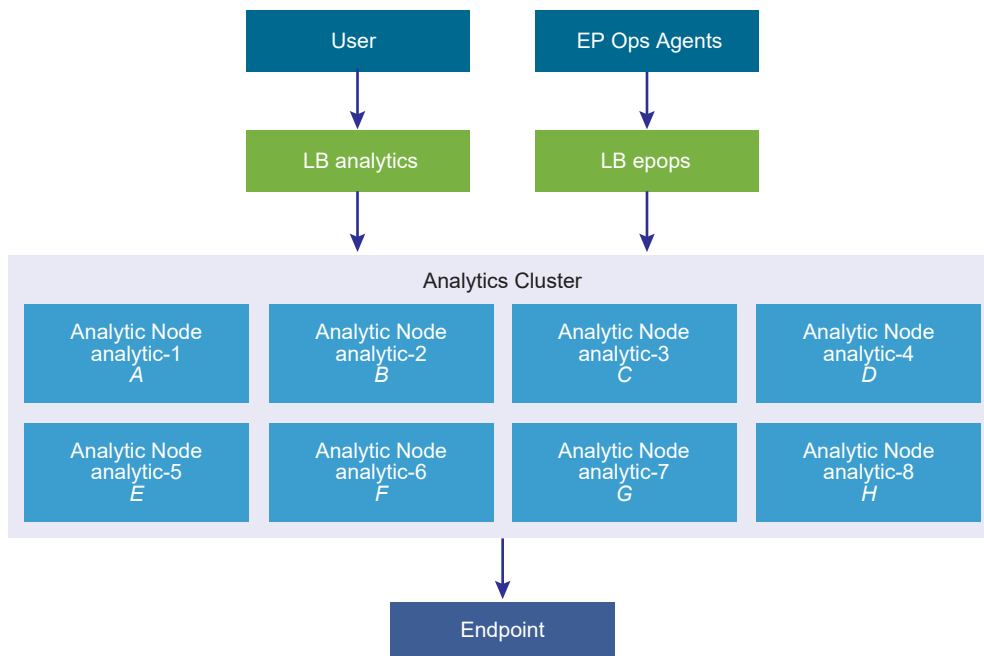 User
EP Ops Agents
LB analytics
LB epops
Analytics Cluster
Analytic Node
analytic-1
A
Analytic Node
analytic-2
B
Analytic Node
analytic-3
C
Analytic Node
analytic-4
D
Analytic Node
analytic-5
E
Analytic Node
analytic-6
F
Analytic Node
analytic-7
G
Analytic Node
analytic-8
H
Endpoint